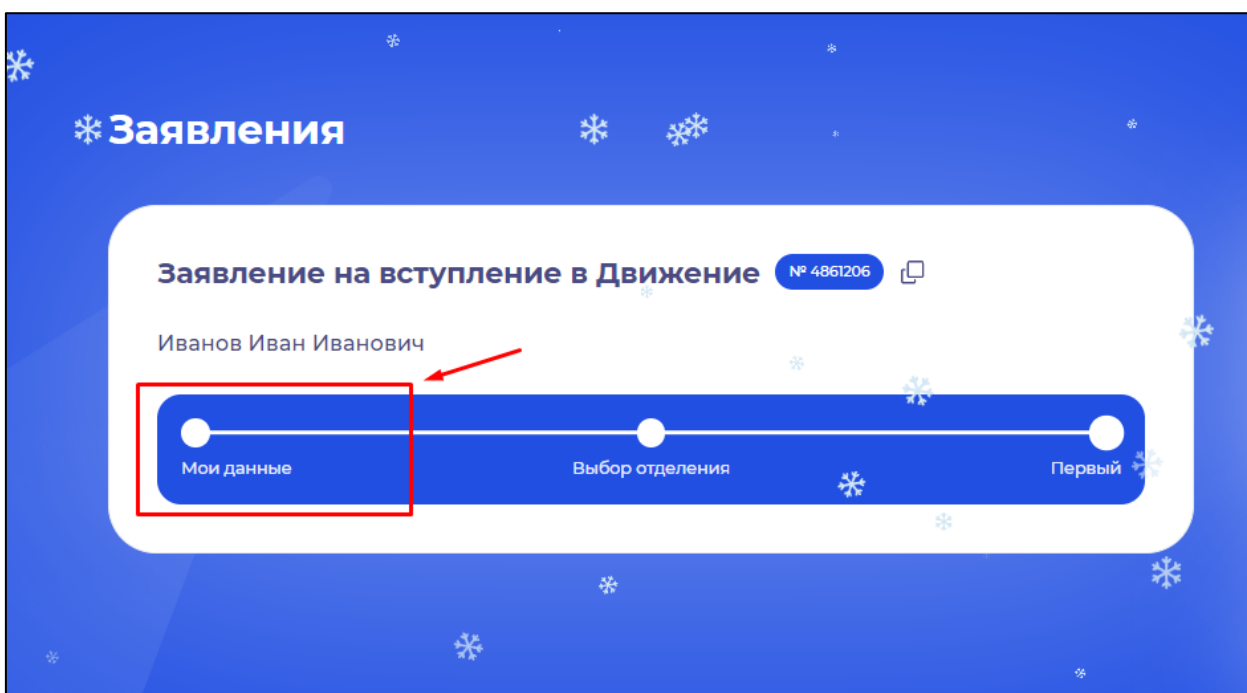 Заявления
Заявление на вступление в Движение № 4861206
Иванов Иван Иванович
Мои данные Выбор отделения Первый